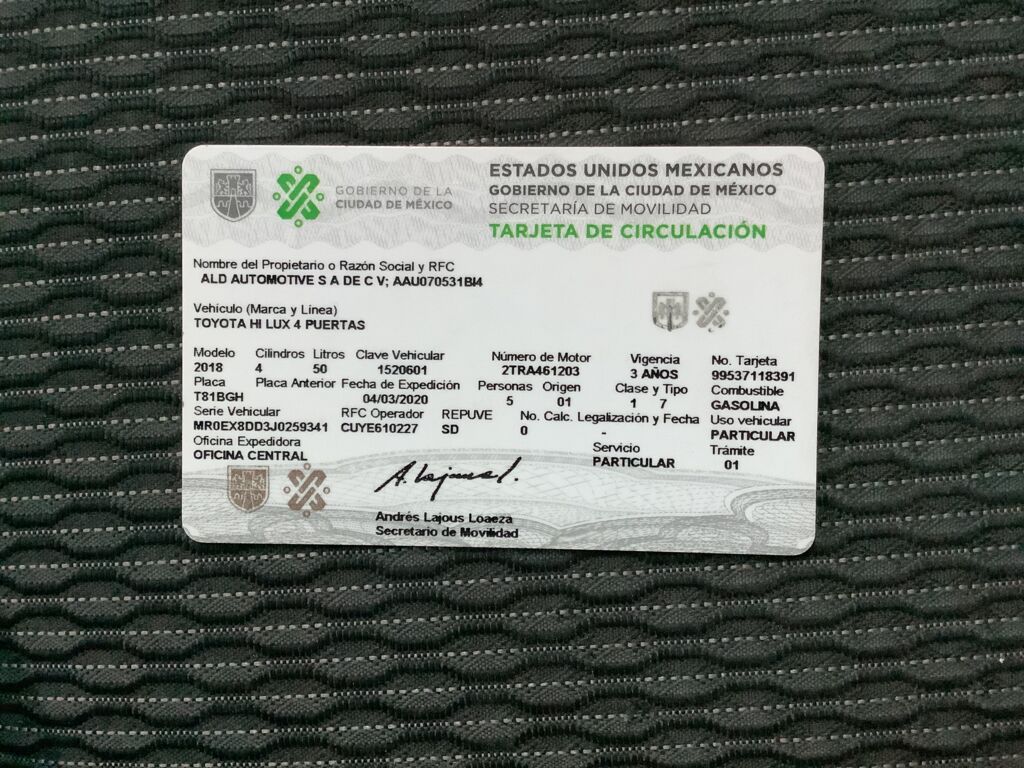 GOBIERNO DE LA
CIUDAD DE MÉXICO
ESTADOS UNIDOS MEXICANOS
GOBIERNO DE LA CIUDAD DE MÉXICO
SECRETARÍA DE MOVILIDAD
TARJETA DE CIRCULACIÓN
Nombre del Propietario o Razón Social y RFC
ALD AUTOMOTIVE S A DE C V; AAU070531BI4
Vehículo (Marca y Línea)
TOYOTA HI LUX 4 PUERTAS
Modelo Cilindros Litros Clave Vehicular Número de Motor Vigencia No. Tarjeta
2018 4 50 1520601 2TRA461203 3 AÑOS 99537118391
Placa Placa Anterior Fecha de Expedición Personas Origen Clase y Tipo Combustible
T81BGH 04/03/2020 5 01 1 7 GASOLINA
Serie Vehicular RFC Operador REPUVE No. Calc. Legalización y Fecha Uso vehicular
MR0EX8DD3J0259341 CUYE610227 SD 0 - PARTICULAR
Oficina Expedidora Servicio Trámite
OFICINA CENTRAL PARTICULAR 01
A. Lajous L.
Andrés Lajous Loaeza
Secretario de Movilidad